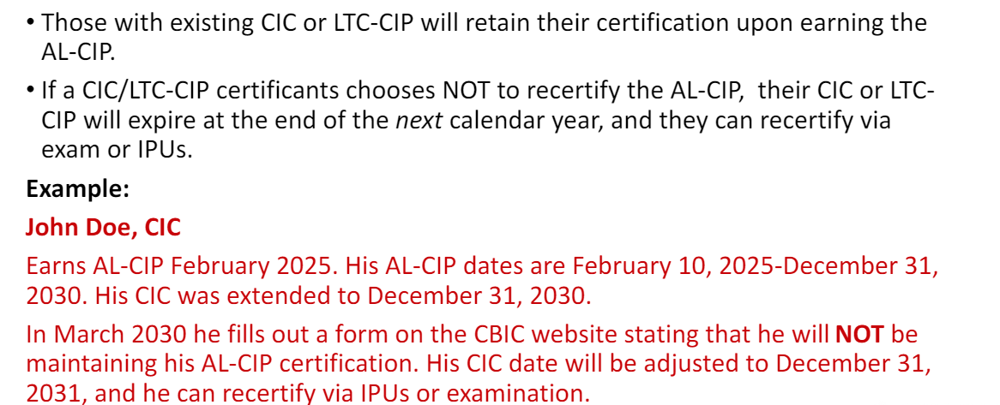 • Those with existing CIC or LTC-CIP will retain their certification upon earning the
AL-CIP.
• If a CIC/LTC-CIP certificants chooses NOT to recertify the AL-CIP,  their CIC or LTC-
CIP will expire at the end of the next calendar year, and they can recertify via
exam or IPUs.
Example:
John Doe, CIC
Earns AL-CIP February 2025. His AL-CIP dates are February 10, 2025-December 31,
2030. His CIC was extended to December 31, 2030.
In March 2030 he fills out a form on the CBIC website stating that he will NOT be
maintaining his AL-CIP certification. His CIC date will be adjusted to December 31,
2031, and he can recertify via IPUs or examination.